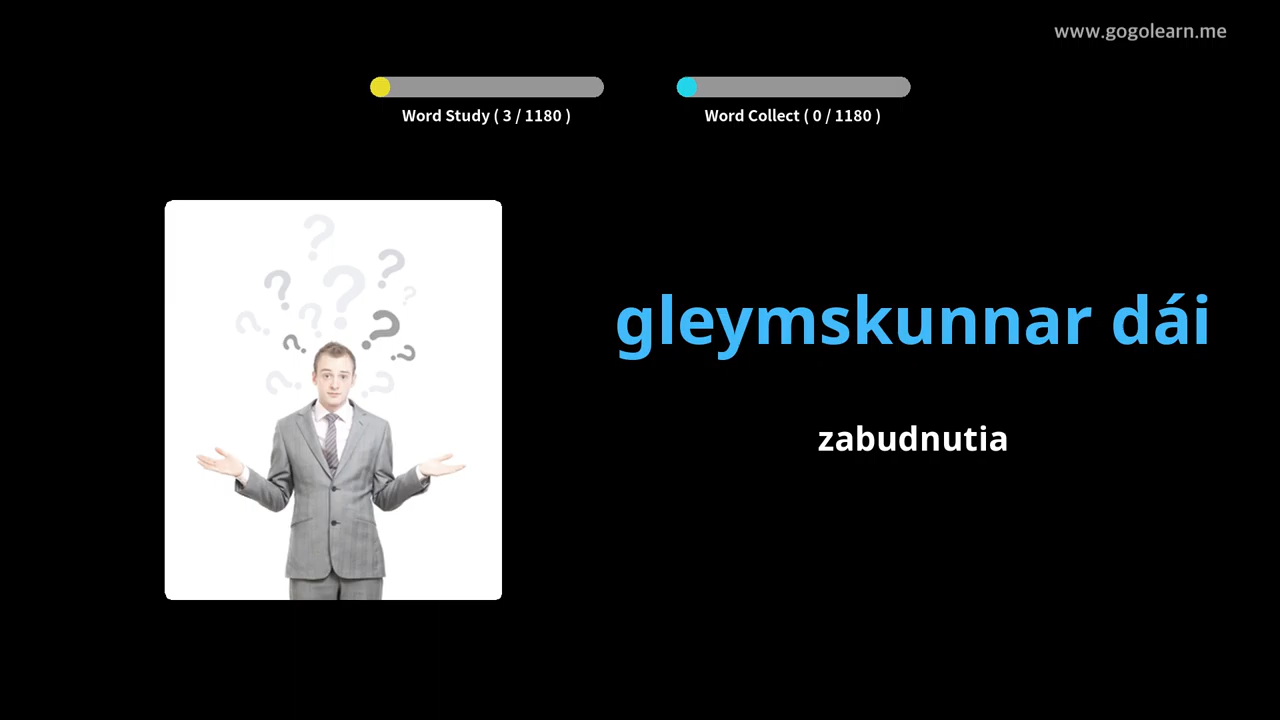 www.gogolearn.me
Word Study ( 3 / 1180 )
Word Collect ( 0 / 1180 )
gleymskunnar dái
zabudnutia